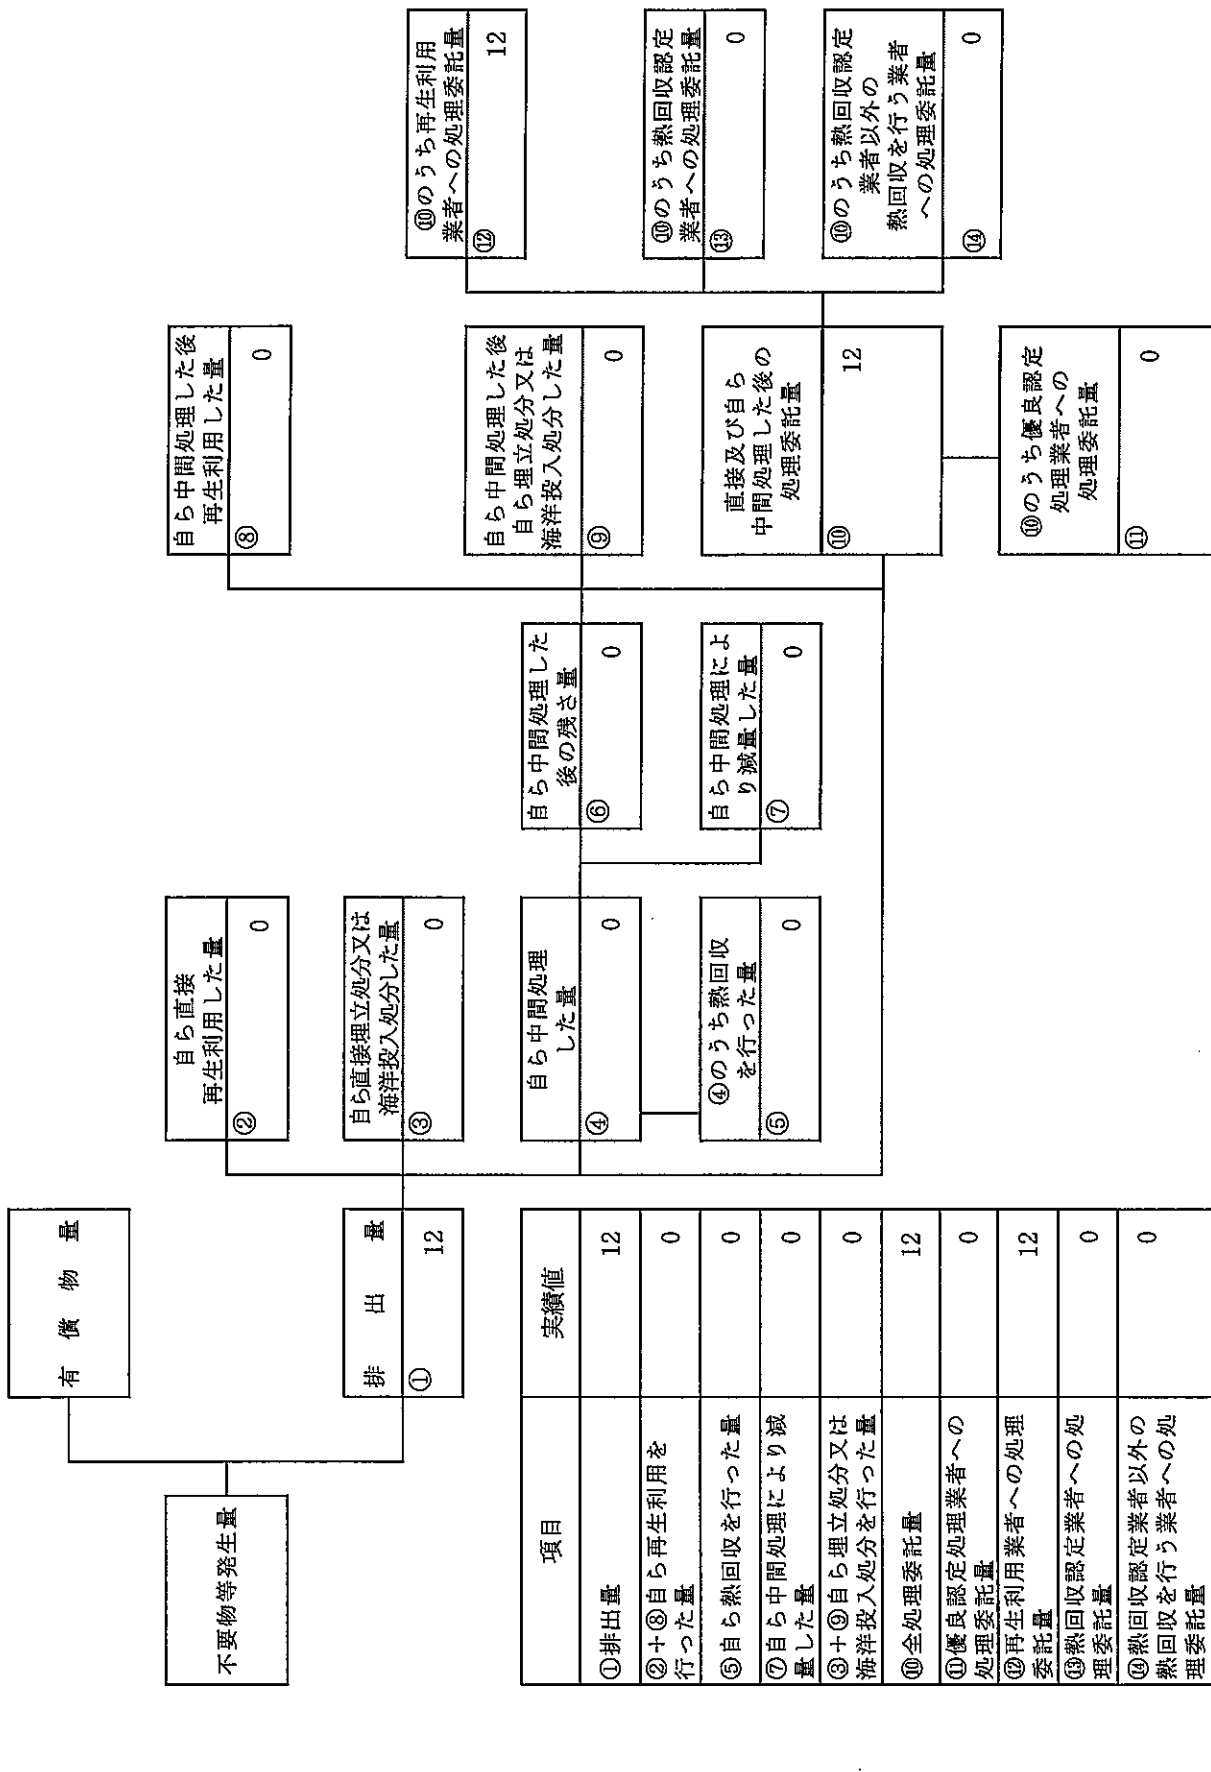 不要物等発生量
有償物量
排出量
① 12
自ら直接
再生利用した量
② 0
自ら直接埋立処分又は
海洋投入処分した量
③ 0
自ら中間処理
した量
④ 0
④のうち熱回収
を行った量
⑤ 0
自ら中間処理した
後の残さ量
⑥ 0
自ら中間処理によ
り減量した量
⑦ 0
自ら中間処理した後
再生利用した量
⑧ 0
自ら中間処理した後
自ら埋立処分又は
海洋投入処分した量
⑨ 0
直接及び自ら
中間処理した後の
処理委託量
⑩ 12
⑩のうち優良認定
処理業者への
処理委託量
⑪ 0
⑩のうち再生利用
業者への処理委託量
⑫ 12
⑩のうち熱回収認定
業者への処理委託量
⑬ 0
⑩のうち熱回収認定
業者以外の
熱回収を行う業者
への処理委託量
⑭ 0
項目 実績値
①排出量 12
②+⑧自ら再生利用を
行った量 0
⑤自ら熱回収を行った量 0
⑦自ら中間処理により減
量した量 0
③+⑨自ら埋立処分又は
海洋投入処分を行った量 0
⑩全処理委託量 12
⑪優良認定処理業者への
処理委託量 0
⑫再生利用業者への処理
委託量 12
⑬熱回収認定業者への処
理委託量 0
⑭熱回収認定業者以外の
熱回収を行う業者への処
理委託量 0